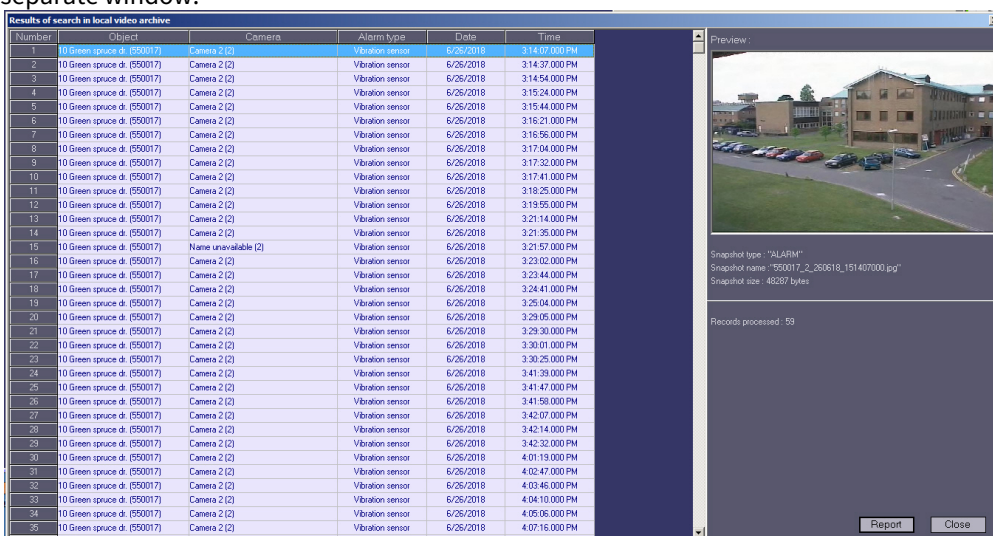 separate window.
Results of search in local video archive
Number Object Camera Alarm type Date Time
1 10 Green spruce dr. (550017) Camera 2 (2) Vibration sensor 6/26/2018 3:14:07.000 PM
2 10 Green spruce dr. (550017) Camera 2 (2) Vibration sensor 6/26/2018 3:14:37.000 PM
3 10 Green spruce dr. (550017) Camera 2 (2) Vibration sensor 6/26/2018 3:14:54.000 PM
4 10 Green spruce dr. (550017) Camera 2 (2) Vibration sensor 6/26/2018 3:15:24.000 PM
5 10 Green spruce dr. (550017) Camera 2 (2) Vibration sensor 6/26/2018 3:15:44.000 PM
6 10 Green spruce dr. (550017) Camera 2 (2) Vibration sensor 6/26/2018 3:16:21.000 PM
7 10 Green spruce dr. (550017) Camera 2 (2) Vibration sensor 6/26/2018 3:16:56.000 PM
8 10 Green spruce dr. (550017) Camera 2 (2) Vibration sensor 6/26/2018 3:17:04.000 PM
9 10 Green spruce dr. (550017) Camera 2 (2) Vibration sensor 6/26/2018 3:17:32.000 PM
10 10 Green spruce dr. (550017) Camera 2 (2) Vibration sensor 6/26/2018 3:17:41.000 PM
11 10 Green spruce dr. (550017) Camera 2 (2) Vibration sensor 6/26/2018 3:18:25.000 PM
12 10 Green spruce dr. (550017) Camera 2 (2) Vibration sensor 6/26/2018 3:19:55.000 PM
13 10 Green spruce dr. (550017) Camera 2 (2) Vibration sensor 6/26/2018 3:21:14.000 PM
14 10 Green spruce dr. (550017) Camera 2 (2) Vibration sensor 6/26/2018 3:21:35.000 PM
15 10 Green spruce dr. (550017) Name unavailable (2) Vibration sensor 6/26/2018 3:21:57.000 PM
16 10 Green spruce dr. (550017) Camera 2 (2) Vibration sensor 6/26/2018 3:23:02.000 PM
17 10 Green spruce dr. (550017) Camera 2 (2) Vibration sensor 6/26/2018 3:23:44.000 PM
18 10 Green spruce dr. (550017) Camera 2 (2) Vibration sensor 6/26/2018 3:24:41.000 PM
19 10 Green spruce dr. (550017) Camera 2 (2) Vibration sensor 6/26/2018 3:25:04.000 PM
20 10 Green spruce dr. (550017) Camera 2 (2) Vibration sensor 6/26/2018 3:29:05.000 PM
21 10 Green spruce dr. (550017) Camera 2 (2) Vibration sensor 6/26/2018 3:29:30.000 PM
22 10 Green spruce dr. (550017) Camera 2 (2) Vibration sensor 6/26/2018 3:30:01.000 PM
23 10 Green spruce dr. (550017) Camera 2 (2) Vibration sensor 6/26/2018 3:30:25.000 PM
24 10 Green spruce dr. (550017) Camera 2 (2) Vibration sensor 6/26/2018 3:41:39.000 PM
25 10 Green spruce dr. (550017) Camera 2 (2) Vibration sensor 6/26/2018 3:41:47.000 PM
26 10 Green spruce dr. (550017) Camera 2 (2) Vibration sensor 6/26/2018 3:41:58.000 PM
27 10 Green spruce dr. (550017) Camera 2 (2) Vibration sensor 6/26/2018 3:42:07.000 PM
28 10 Green spruce dr. (550017) Camera 2 (2) Vibration sensor 6/26/2018 3:42:14.000 PM
29 10 Green spruce dr. (550017) Camera 2 (2) Vibration sensor 6/26/2018 3:42:32.000 PM
30 10 Green spruce dr. (550017) Camera 2 (2) Vibration sensor 6/26/2018 4:01:19.000 PM
31 10 Green spruce dr. (550017) Camera 2 (2) Vibration sensor 6/26/2018 4:02:47.000 PM
32 10 Green spruce dr. (550017) Camera 2 (2) Vibration sensor 6/26/2018 4:03:46.000 PM
33 10 Green spruce dr. (550017) Camera 2 (2) Vibration sensor 6/26/2018 4:04:10.000 PM
34 10 Green spruce dr. (550017) Camera 2 (2) Vibration sensor 6/26/2018 4:05:06.000 PM
35 10 Green spruce dr. (550017) Camera 2 (2) Vibration sensor 6/26/2018 4:07:16.000 PM
Preview :
Snapshot type : "ALARM"
Snapshot name :"550017_2_260618_151407000.jpg"
Snapshot size : 48287 bytes
Records processed : 59
Report Close